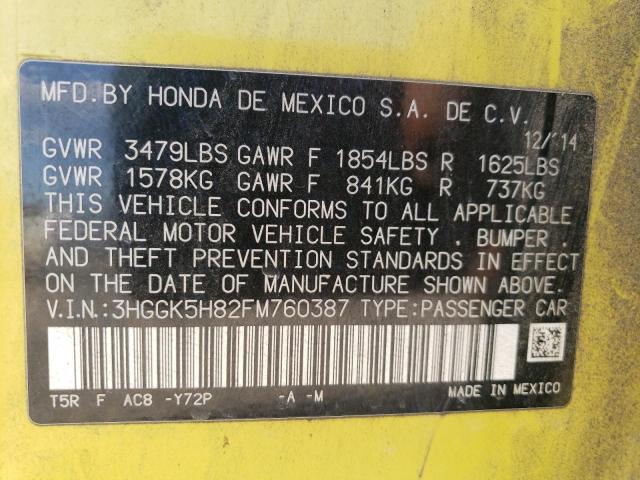 MFD.BY HONDA DE MEXICO S.A. DE C.V.
12/14
GVWR 3479LBS GAWR F 1854LBS R 1625LBS
GVWR 1578KG GAWR F 841KG R 737KG
THIS VEHICLE CONFORMS TO ALL APPLICABLE
FEDERAL MOTOR VEHICLE SAFETY . BUMPER .
AND THEFT PREVENTION STANDARDS IN EFFECT
ON THE DATE OF MANUFACTURE SHOWN ABOVE.
V.I.N.:3HGGK5H82FM760387 TYPE:PASSENGER CAR
T5R F AC8 -Y72P -A -M MADE IN MEXICO